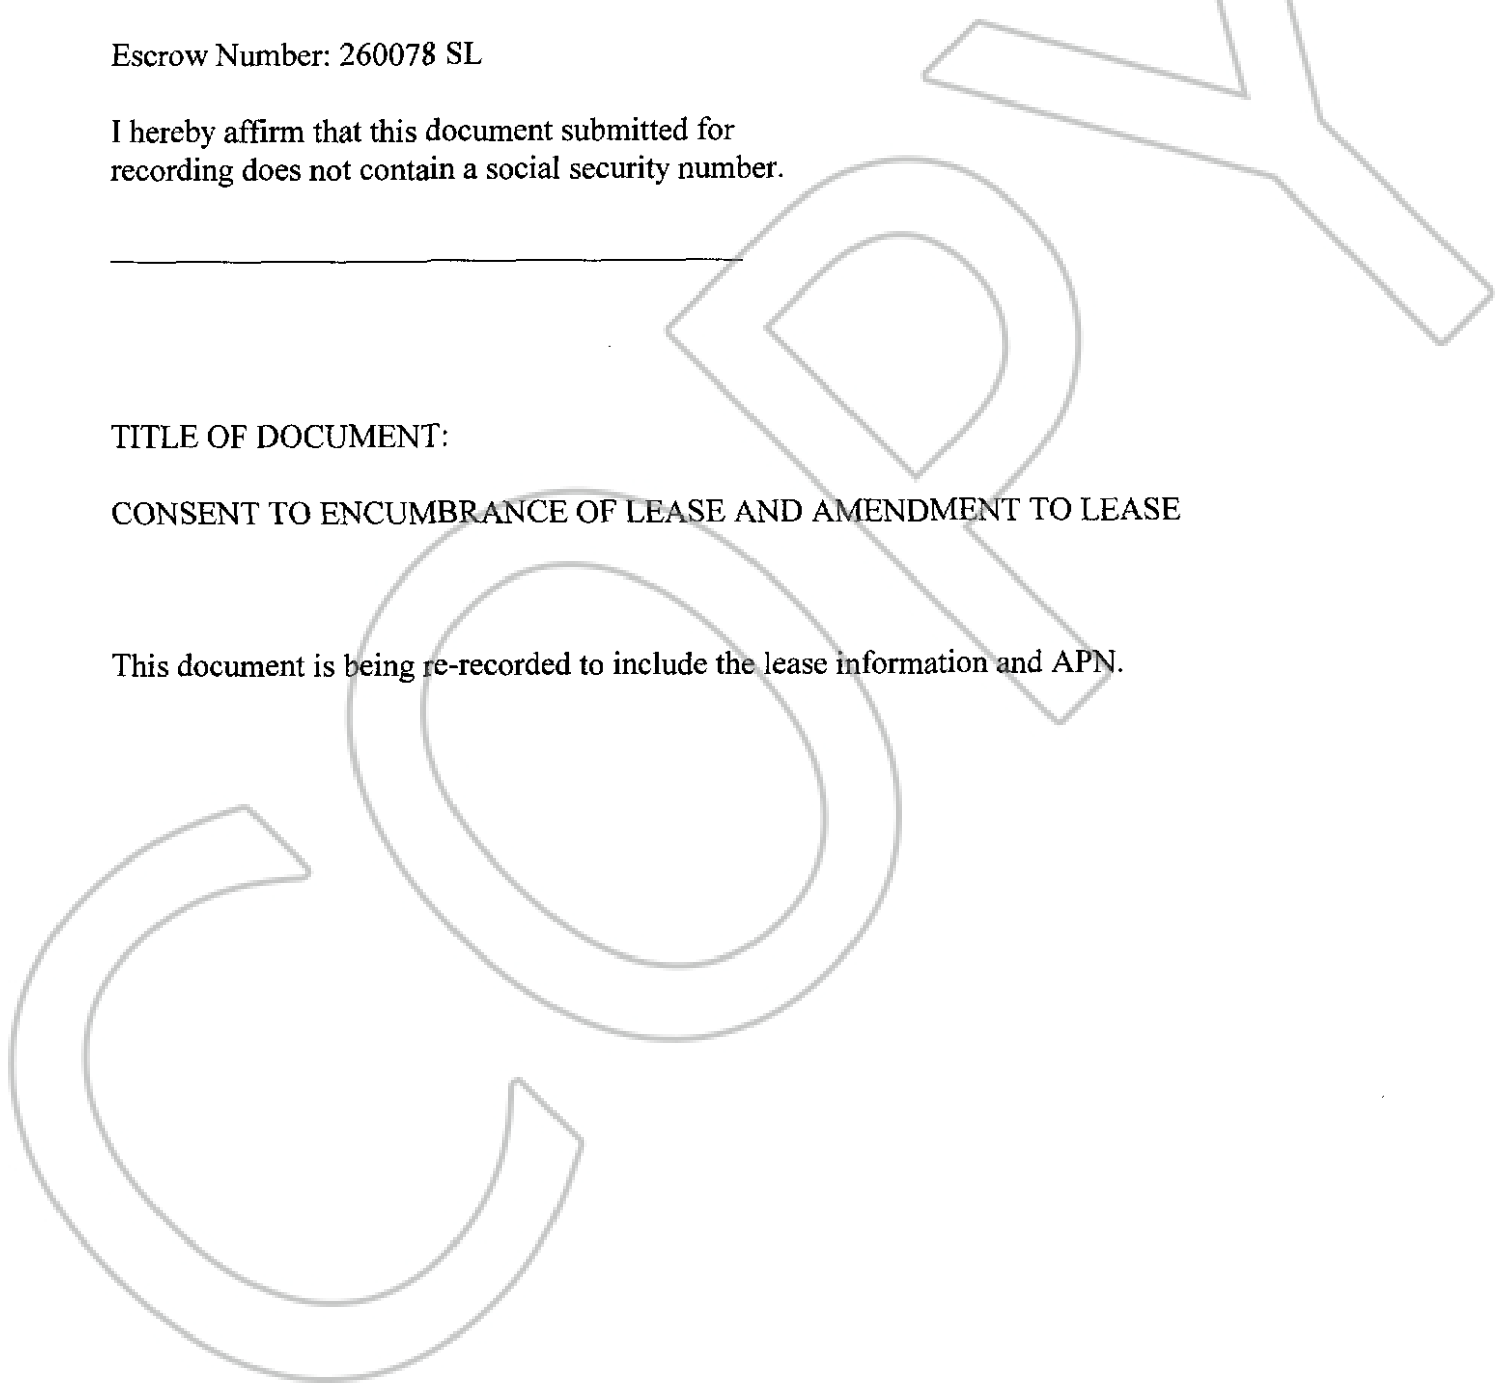 Escrow Number: 260078 SL
I hereby affirm that this document submitted for
recording does not contain a social security number.
TITLE OF DOCUMENT:
CONSENT TO ENCUMBRANCE OF LEASE AND AMENDMENT TO LEASE
This document is being re-recorded to include the lease information and APN.
COPY